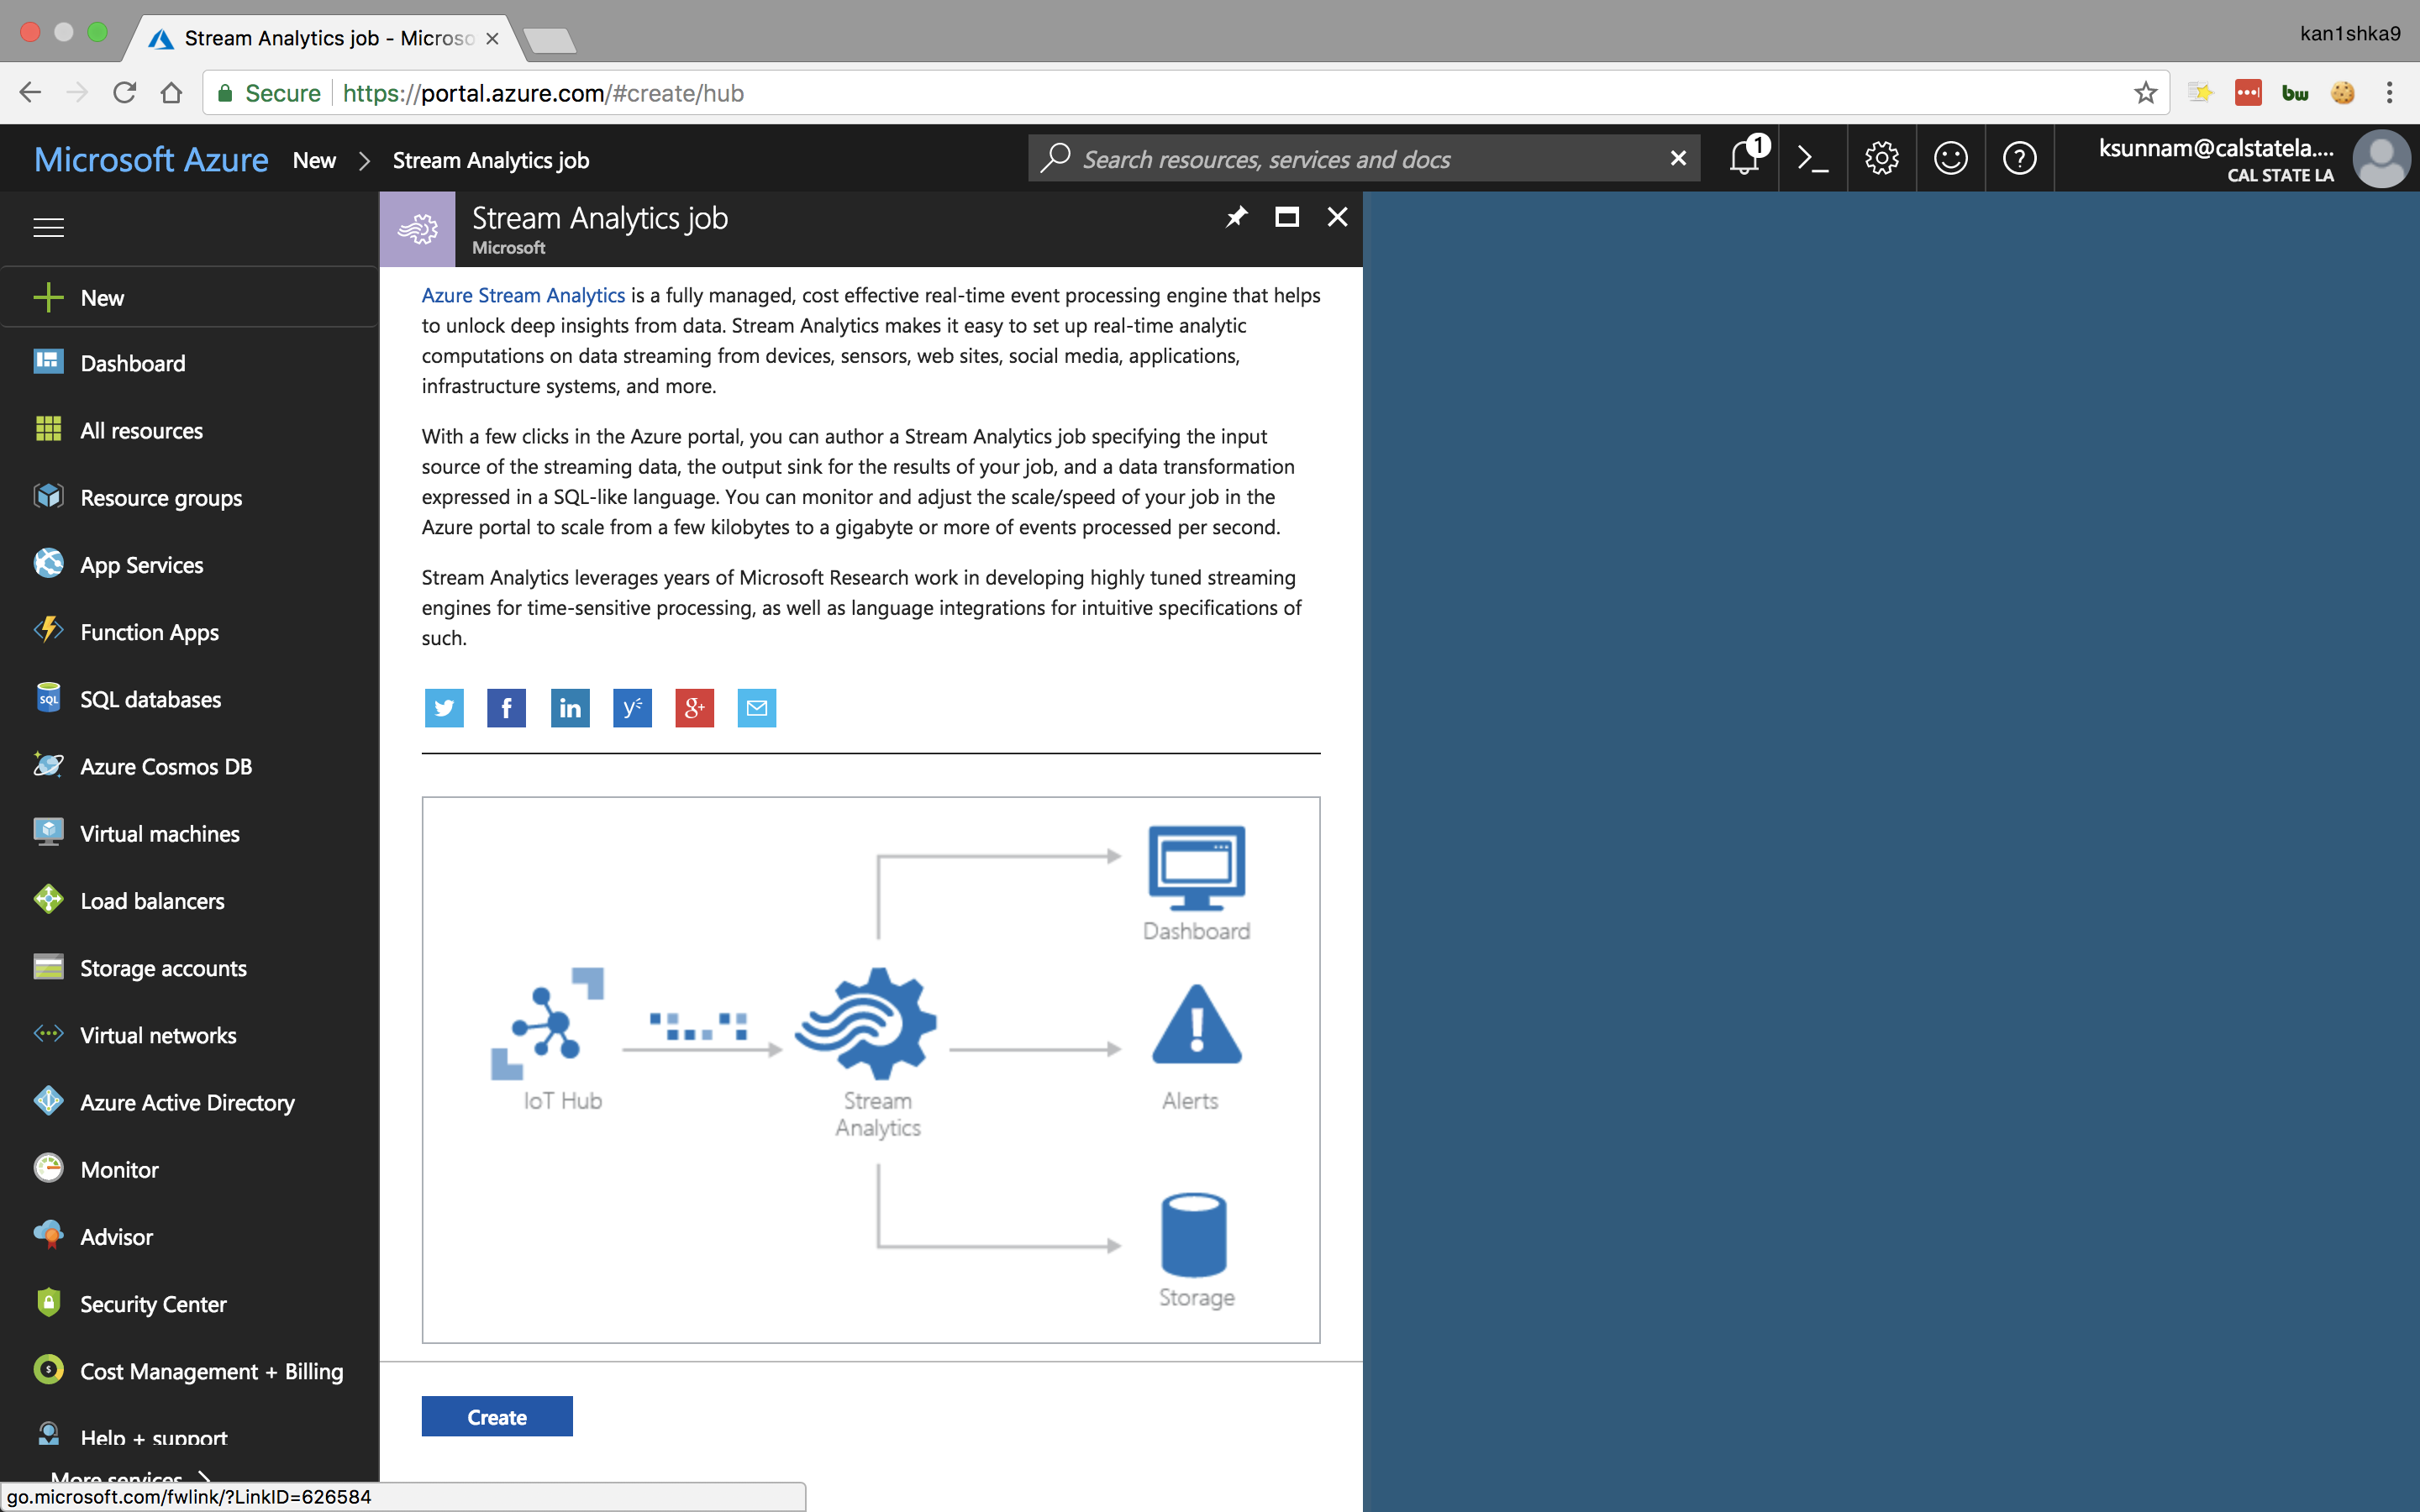 Stream Analytics job - Microso
kan1shka9
Secure https://portal.azure.com/#create/hub
bw
Microsoft Azure New Stream Analytics job
Search resources, services and docs
1
ksunnam@calstatela....
CAL STATE LA
Stream Analytics job
Microsoft
New
Dashboard
All resources
Resource groups
App Services
Function Apps
SQL
SQL databases
Azure Cosmos DB
Virtual machines
Load balancers
Storage accounts
Virtual networks
Azure Active Directory
Monitor
Advisor
Security Center
Cost Management + Billing
Help + support
More services
Azure Stream Analytics is a fully managed, cost effective real-time event processing engine that helps
to unlock deep insights from data. Stream Analytics makes it easy to set up real-time analytic
computations on data streaming from devices, sensors, web sites, social media, applications,
infrastructure systems, and more.
With a few clicks in the Azure portal, you can author a Stream Analytics job specifying the input
source of the streaming data, the output sink for the results of your job, and a data transformation
expressed in a SQL-like language. You can monitor and adjust the scale/speed of your job in the
Azure portal to scale from a few kilobytes to a gigabyte or more of events processed per second.
Stream Analytics leverages years of Microsoft Research work in developing highly tuned streaming
engines for time-sensitive processing, as well as language integrations for intuitive specifications of
such.
Dashboard
IoT Hub
Stream
Analytics
Alerts
Storage
Create
go.microsoft.com/fwlink/?LinkID=626584